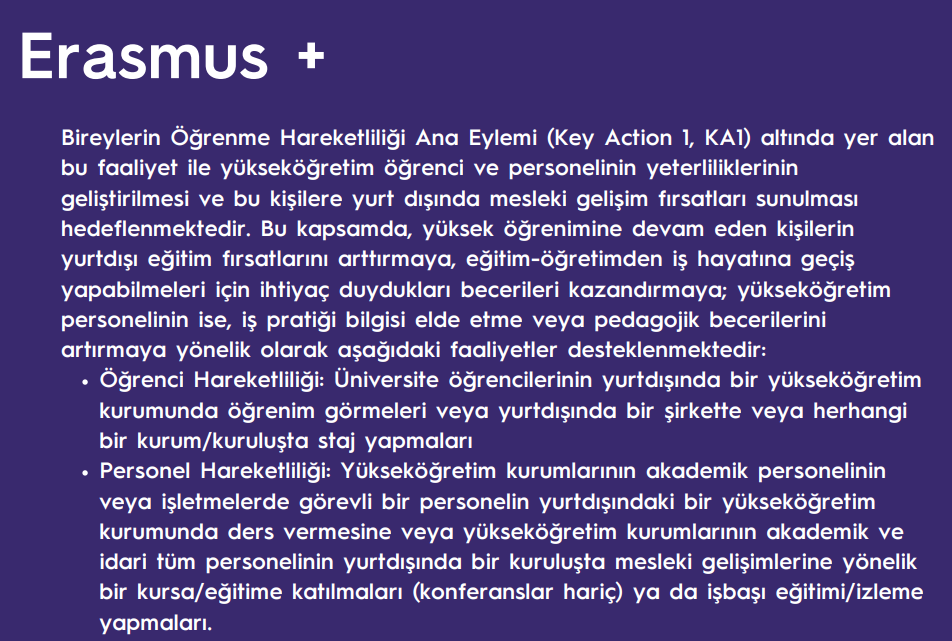 Erasmus +
Bireylerin Öğrenme Hareketliliği Ana Eylemi (Key Action 1, KA1) altında yer alan
bu faaliyet ile yükseköğretim öğrenci ve personelinin yeterliliklerinin
geliştirilmesi ve bu kişilere yurt dışında mesleki gelişim fırsatları sunulması
hedeflenmektedir. Bu kapsamda, yüksek öğrenimine devam eden kişilerin
yurtdışı eğitim fırsatlarını arttırmaya, eğitim-öğretimden iş hayatına geçiş
yapabilmeleri için ihtiyaç duydukları becerileri kazandırmaya; yükseköğretim
personelinin ise, iş pratiği bilgisi elde etme veya pedagojik becerilerini
artırmaya yönelik olarak aşağıdaki faaliyetler desteklenmektedir:
• Öğrenci Hareketliliği: Üniversite öğrencilerinin yurtdışında bir yükseköğretim
kurumunda öğrenim görmeleri veya yurtdışında bir şirkette veya herhangi
bir kurum/kuruluşta staj yapmaları
• Personel Hareketliliği: Yükseköğretim kurumlarının akademik personelinin
veya işletmelerde görevli bir personelin yurtdışındaki bir yükseköğretim
kurumunda ders vermesine veya yükseköğretim kurumlarının akademik ve
idari tüm personelinin yurtdışında bir kuruluşta mesleki gelişimlerine yönelik
bir kursa/eğitime katılmaları (konferanslar hariç) ya da işbaşı eğitimi/izleme
yapmaları.